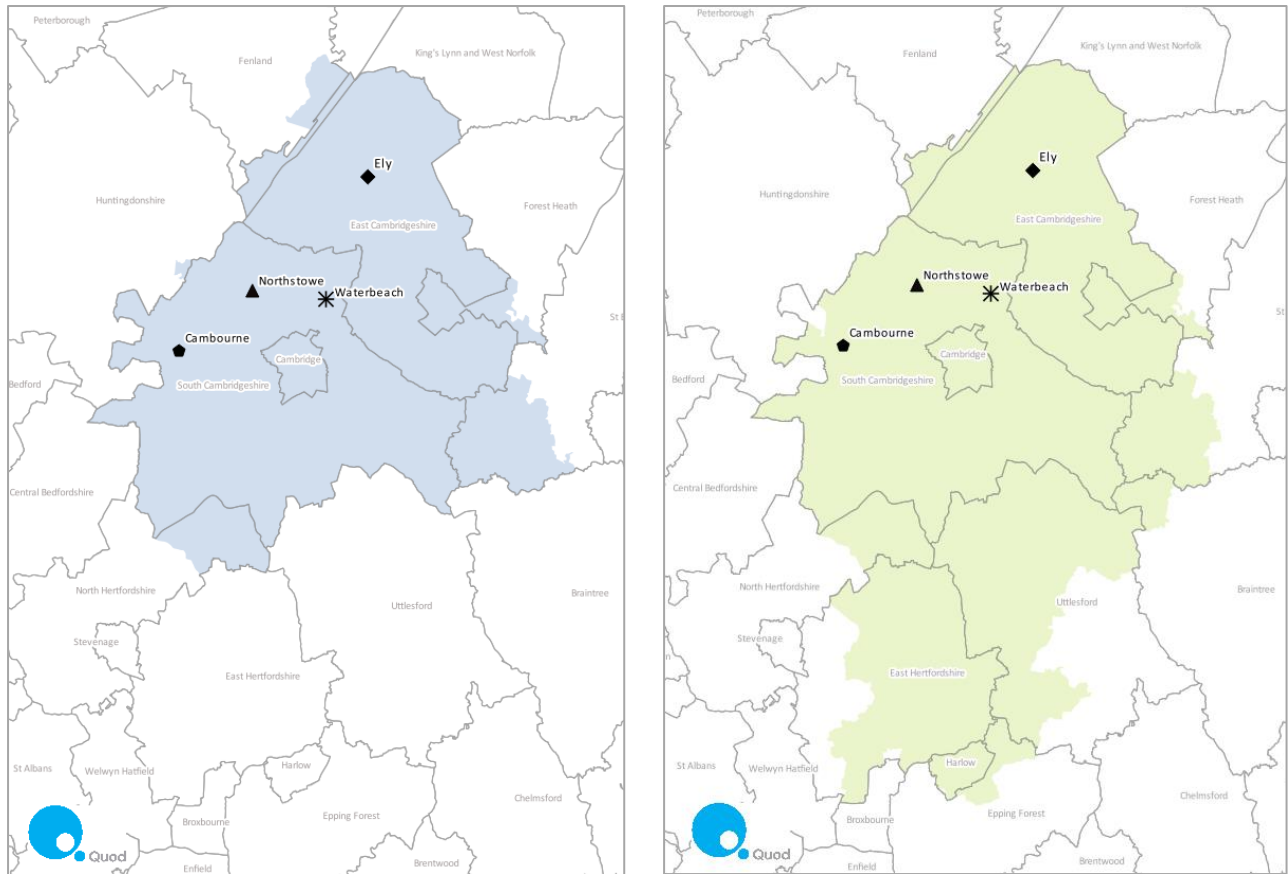 Peterborough
King's Lynn and West Norfolk
Fenland
Ely
Huntingdonshire
Forest Heath
East Cambridgeshire
Northstowe
Waterbeach
St E
Cambourne
Cambridge
Bedford
South Cambridgeshire
Central Bedfordshire
North Hertfordshire
Braintree
Uttlesford
Stevenage
East Hertfordshire
St Albans
Welwyn Hatfield
Harlow
Chelmsford
Broxbourne
Epping Forest
Quod
Enfield
Brentwood
Peterborough
King's Lynn and West Norfolk
Fenland
Ely
Huntingdonshire
Forest Heath
East Cambridgeshire
Northstowe
Waterbeach
St
Cambourne
Cambridge
Bedford
South Cambridgeshire
Central Bedfordshire
North Hertfordshire
Braintree
Uttlesford
Stevenage
East Hertfordshire
St Albans
Welwyn Hatfield
Harlow
Chelmsford
Epping Forest
Broxbourne
Quod
Enfield
Brentwood